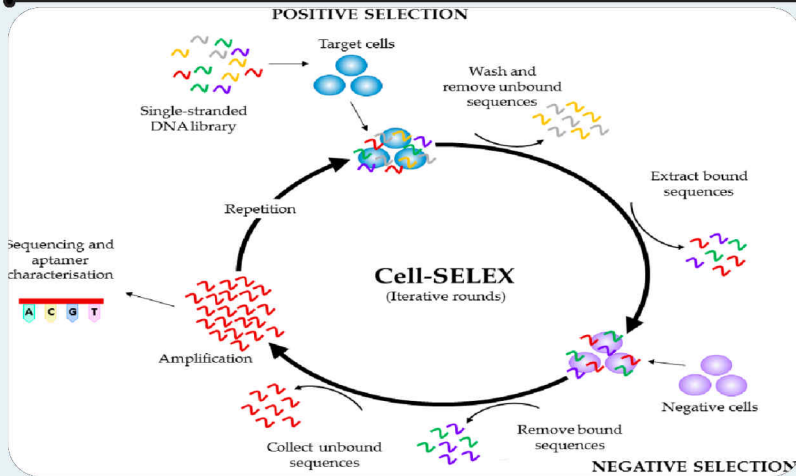 POSITIVE SELECTION
Target cells
Single-stranded
DNA library
Wash and
remove unbound
sequences
Extract bound
sequences
Repetition
Sequencing and
aptamer
characterisation
A C G T
Cell-SELEX
(Iterative rounds)
Amplification
Negative cells
Collect unbound
sequences
Remove bound
sequences
NEGATIVE SELECTION